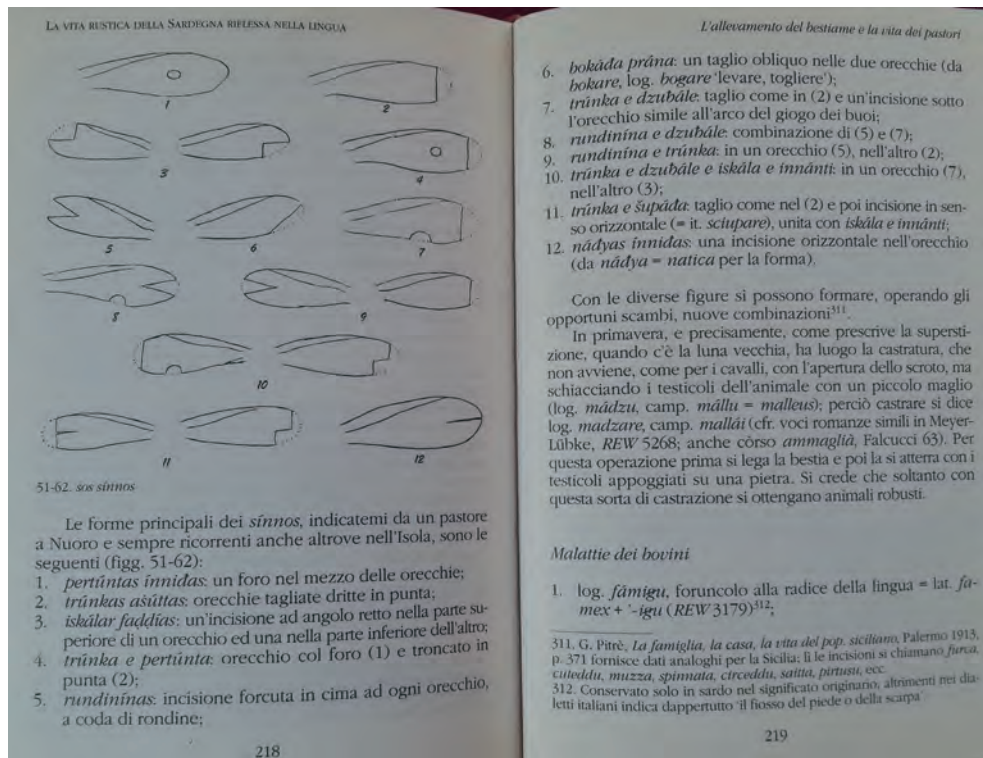 LA VITA RUSTICA DELLA SARDEGNA RIFLESSA NELLA LINGUA
1
2
3
4
5
6
7
8
9
10
11
12
51-62. sos sínnos
Le forme principali dei sínnos, indicatemi da un pastore
a Nuoro e sempre ricorrenti anche altrove nell'Isola, sono le
seguenti (figg. 51-62):
1. pertúntas ínnidas: un foro nel mezzo delle orecchie;
2. trúnkas ašúttas: orecchie tagliate dritte in punta;
3. iskálar faḍḍías: un'incisione ad angolo retto nella parte su-
periore di un orecchio ed una nella parte inferiore dell'altro;
4. trúnka e pertúnta: orecchio col foro (1) e troncato in
punta (2);
5. rundinínas: incisione forcuta in cima ad ogni orecchio,
a coda di rondine;
218
L'allevamento del bestiame e la vita dei pastori
6. bokáđa prána: un taglio obliquo nelle due orecchie (da
bokare, log. bogare 'levare, togliere');
7. trúnka e dzubále: taglio come in (2) e un'incisione sotto
l'orecchio simile all'arco del giogo dei buoi;
8. rundinína e dzuƀále: combinazione di (5) e (7);
9. rundinína e trúnka: in un orecchio (5), nell'altro (2);
10. trúnka e dzuƀále e iskála e innánti: in un orecchio (7),
nell'altro (3);
11. trúnka e šupáđa: taglio come nel (2) e poi incisione in sen-
so orizzontale (= it. sciupare), unita con iskála e innánti;
12. náđyas ínnidas: una incisione orizzontale nell'orecchio
(da náđya = natica per la forma).
Con le diverse figure si possono formare, operando gli
opportuni scambi, nuove combinazioni³¹¹.
In primavera, e precisamente, come prescrive la supersti-
zione, quando c'è la luna vecchia, ha luogo la castratura, che
non avviene, come per i cavalli, con l'apertura dello scroto, ma
schiacciando i testicoli dell'animale con un piccolo maglio
(log. mádzu, camp. mállu = malleus); perciò castrare si dice
log. madzare, camp. mallái (cfr. voci romanze simili in Meyer-
Lübke, REW 5268; anche còrso ammaglià, Falcucci 63). Per
questa operazione prima si lega la bestia e poi la si atterra con i
testicoli appoggiati su una pietra. Si crede che soltanto con
questa sorta di castrazione si ottengano animali robusti.
Malattie dei bovini
1. log. fámigu, foruncolo alla radice della lingua = lat. fa-
mex + '-igu (REW 3179)³¹²;
311. G. Pitrè, La famiglia, la casa, la vita del pop. siciliano, Palermo 1913,
p. 371 fornisce dati analoghi per la Sicilia; lì le incisioni si chiamano furca,
cuteddu, muzza, spinnata, circeddu, saitta, pirtusu, ecc.
312. Conservato solo in sardo nel significato originario, altrimenti nei dia-
letti italiani indica dappertutto 'il fiosso del piede o della scarpa'
219